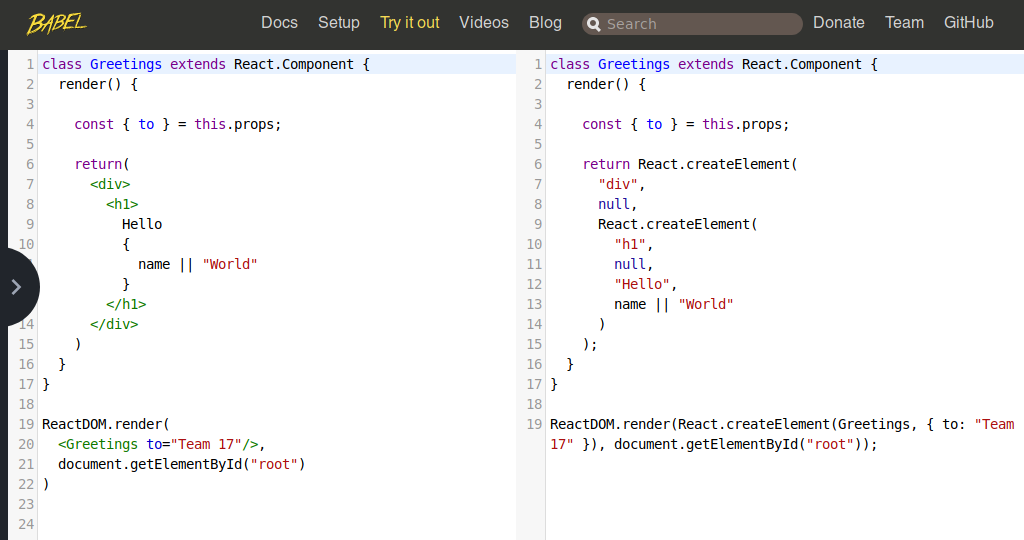 BABEL Docs Setup Try it out Videos Blog Search Donate Team GitHub
1 class Greetings extends React.Component {
2 render() {
3
4 const { to } = this.props;
5
6 return(
7 <div>
8 <h1>
9 Hello
10 {
name || "World"
}
</h1>
14 </div>
15 )
16 }
17 }
18
19 ReactDOM.render(
20 <Greetings to="Team 17"/>,
21 document.getElementById("root")
22 )
23
24
1 class Greetings extends React.Component {
2 render() {
3
4 const { to } = this.props;
5
6 return React.createElement(
7 "div",
8 null,
9 React.createElement(
10 "h1",
11 null,
12 "Hello",
13 name || "World"
14 )
15 );
16 }
17 }
18
19 ReactDOM.render(React.createElement(Greetings, { to: "Team
17" }), document.getElementById("root"));